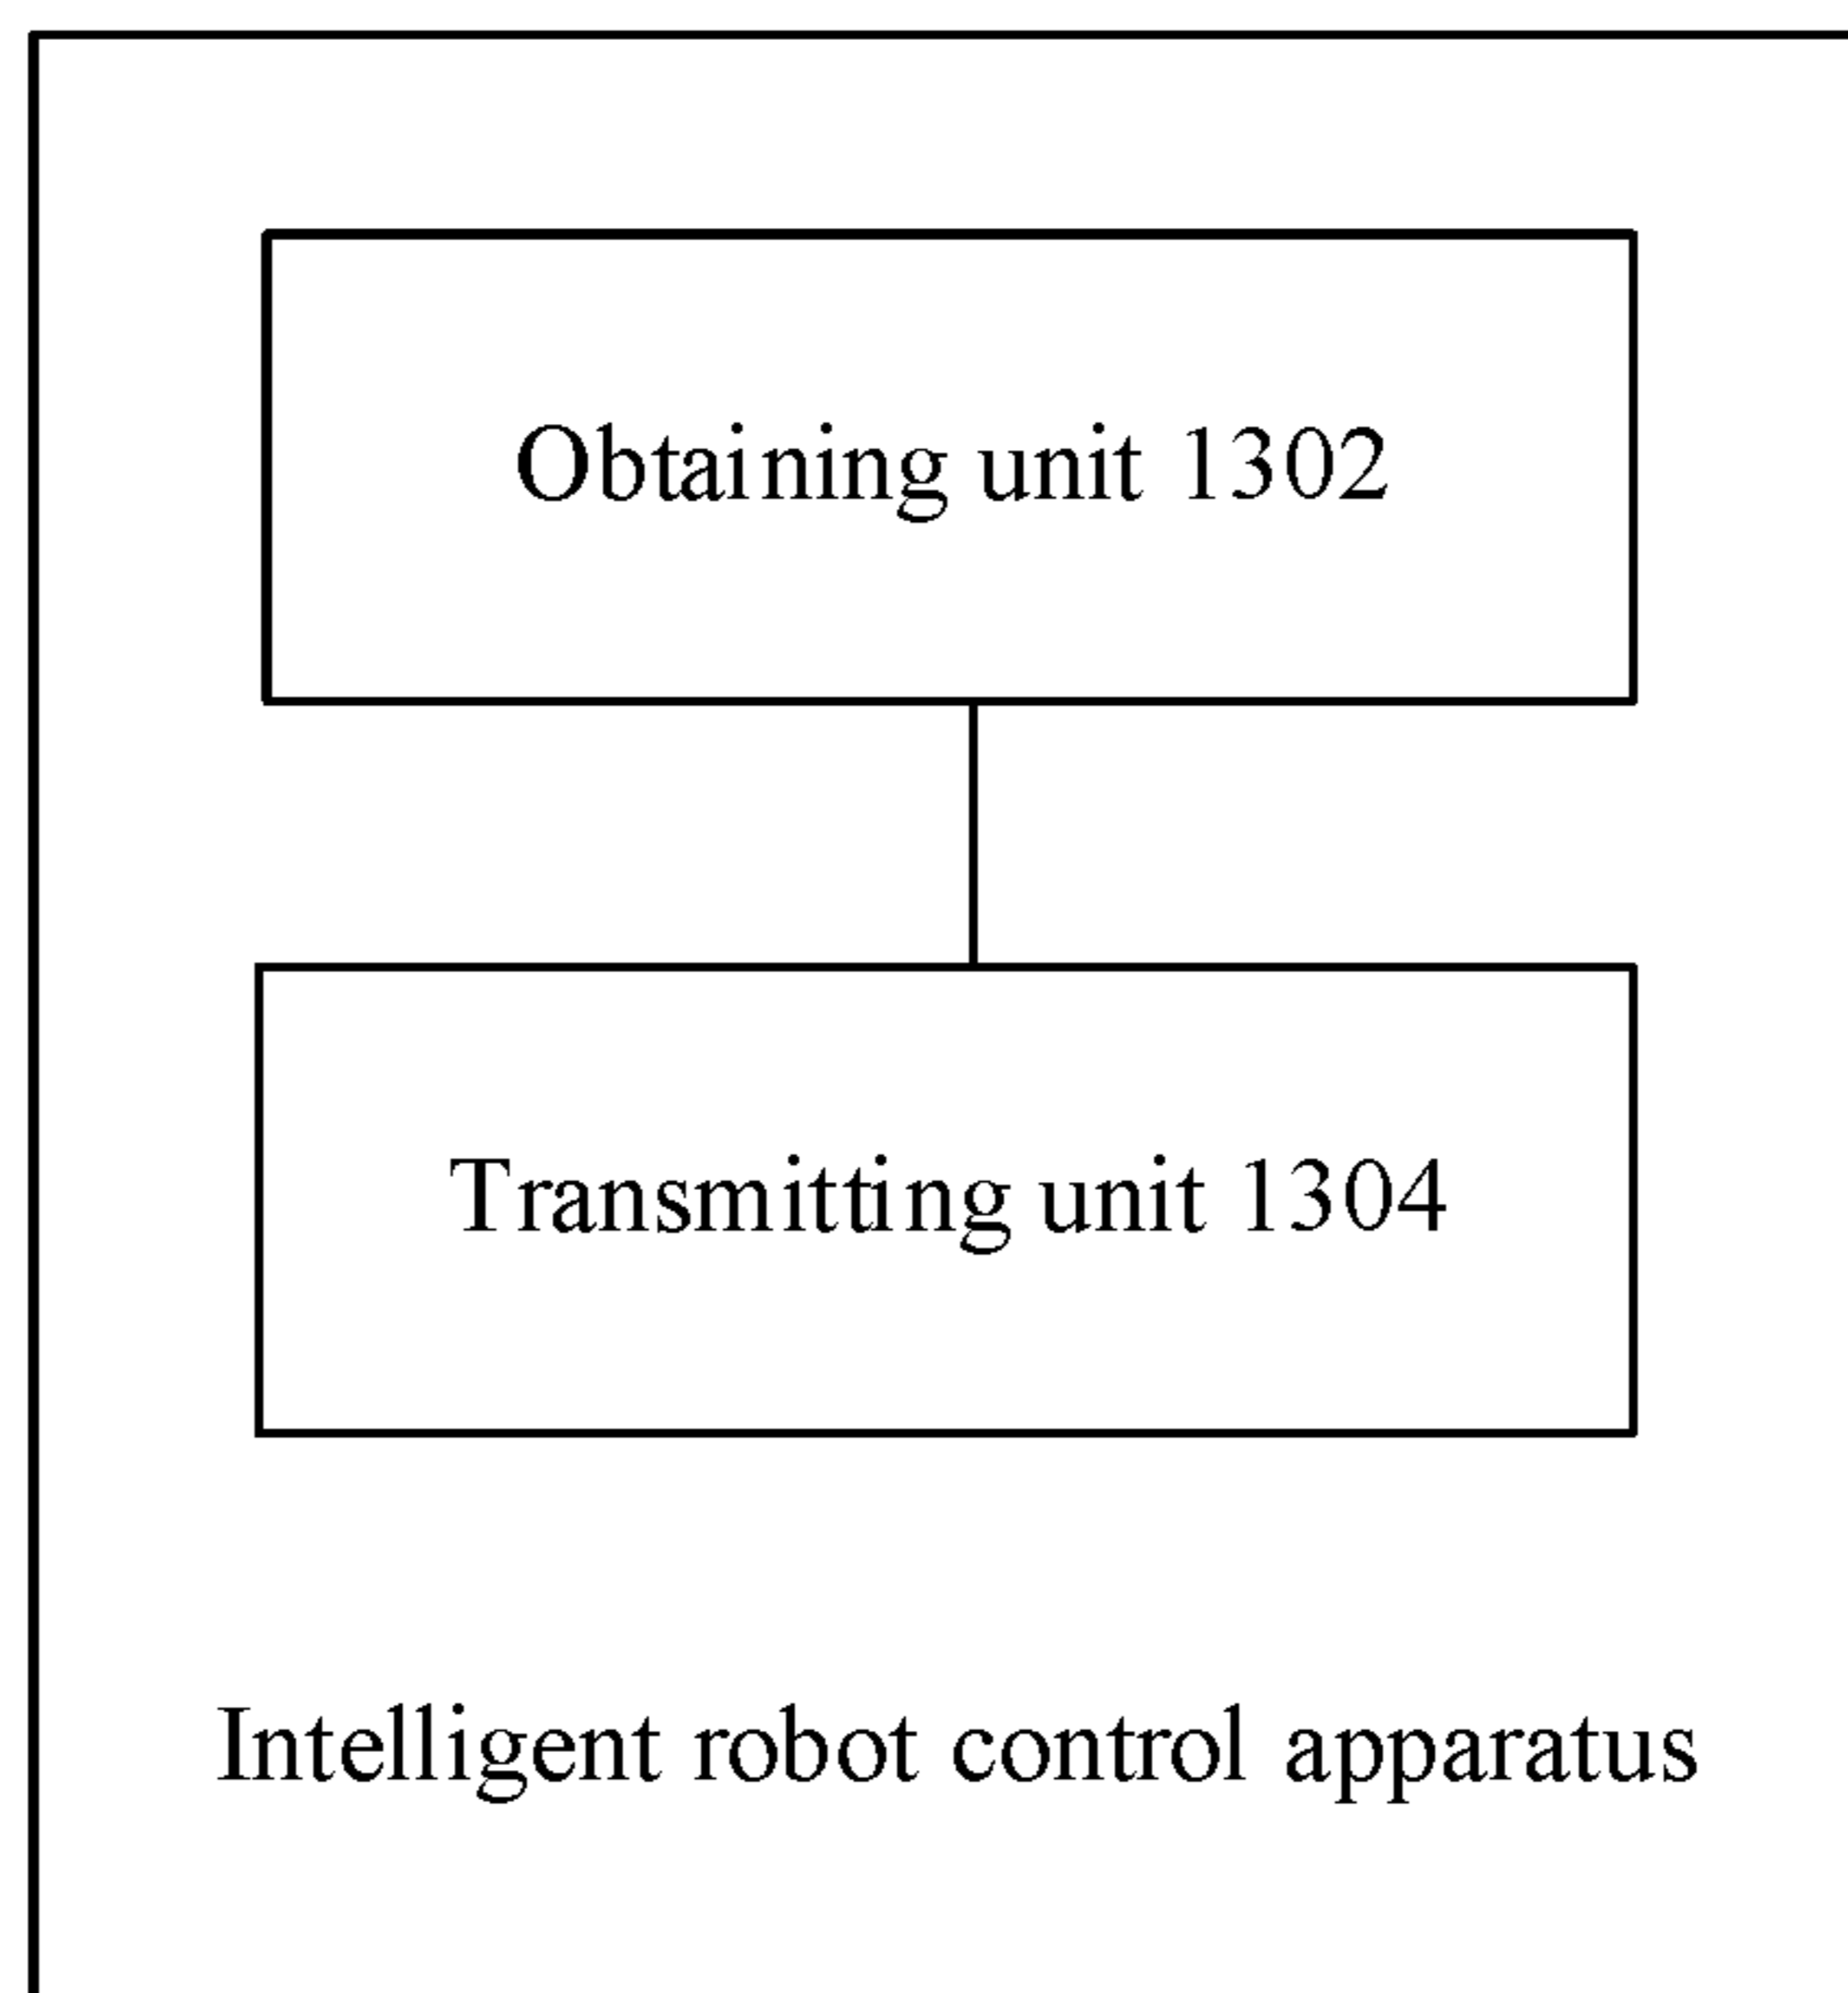 Obtaining unit 1302
Transmitting unit 1304
Intelligent robot control apparatus